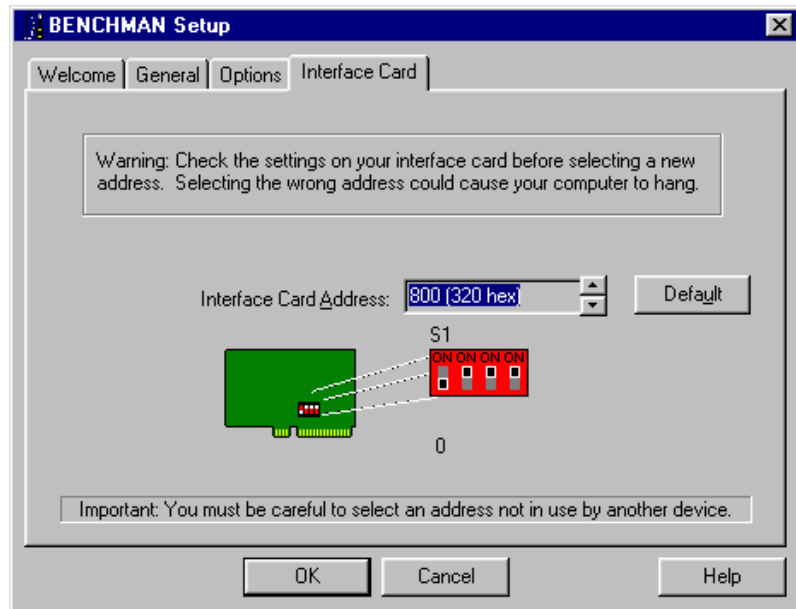 BENCHMAN Setup
Welcome General Options Interface Card
Warning: Check the settings on your interface card before selecting a new
address. Selecting the wrong address could cause your computer to hang.
Interface Card Address: 800 (320 hex) Default
S1
ON ON ON ON
0
Important: You must be careful to select an address not in use by another device.
OK Cancel Help